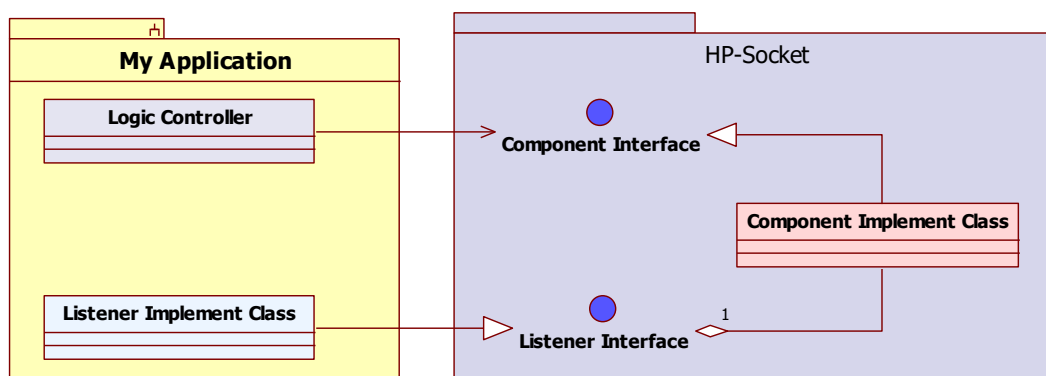 My Application
HP-Socket
Logic Controller
Component Interface
Component Implement Class
Listener Implement Class
1
Listener Interface